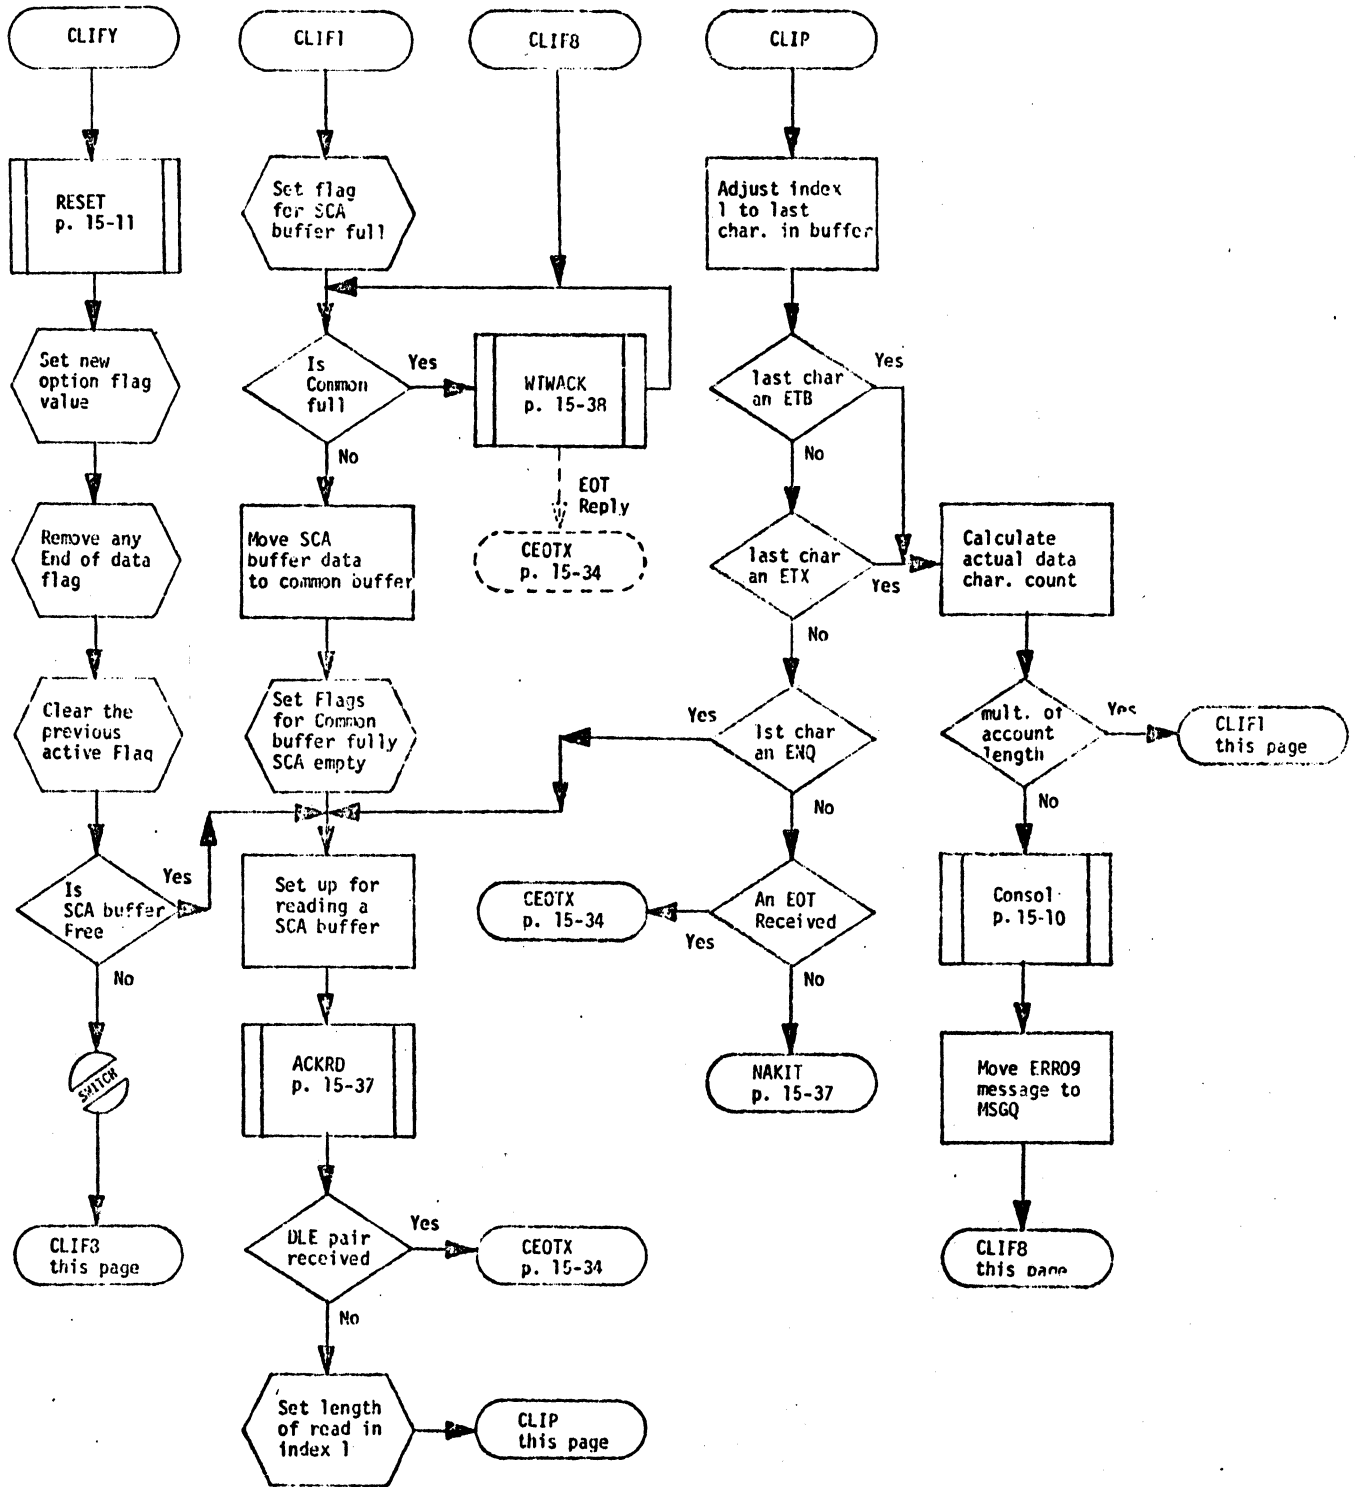 CLIFY
RESET
p. 15-11
Set new
option flag
value
Remove any
End of data
flag
Clear the
previous
active Flag
Is
SCA buffer
Free
Yes
No
SWITCH
CLIF8
this page
CLIF1
Set flag
for SCA
buffer full
Is
Common
full
Yes
No
Move SCA
buffer data
to common buffer
Set Flags
for Common
buffer fully
SCA empty
Set up for
reading a
SCA buffer
ACKRD
p. 15-37
DLE pair
received
Yes
No
CEOTX
p. 15-34
Set length
of read in
index 1
CLIP
this page
CLIF8
WTWACK
p. 15-38
EOT
Reply
CEOTX
p. 15-34
CLIP
Adjust index
1 to last
char. in buffer
last char
an ETB
Yes
No
last char
an ETX
Yes
No
1st char
an ENQ
Yes
No
An EOT
Received
Yes
No
CEOTX
p. 15-34
NAKIT
p. 15-37
Calculate
actual data
char. count
mult. of
account
length
Yes
No
CLIF1
this page
Consol
p. 15-10
Move ERR09
message to
MSGQ
CLIF8
this page